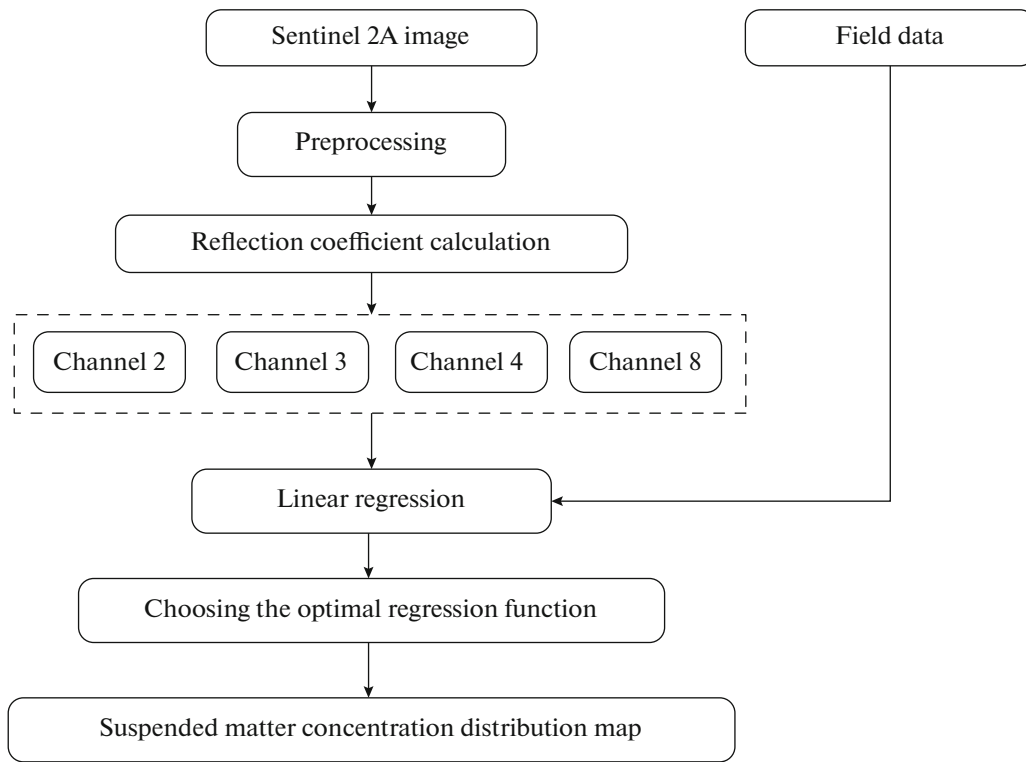 Sentinel 2A image
Field data
Preprocessing
Reflection coefficient calculation
Channel 2
Channel 3
Channel 4
Channel 8
Linear regression
Choosing the optimal regression function
Suspended matter concentration distribution map